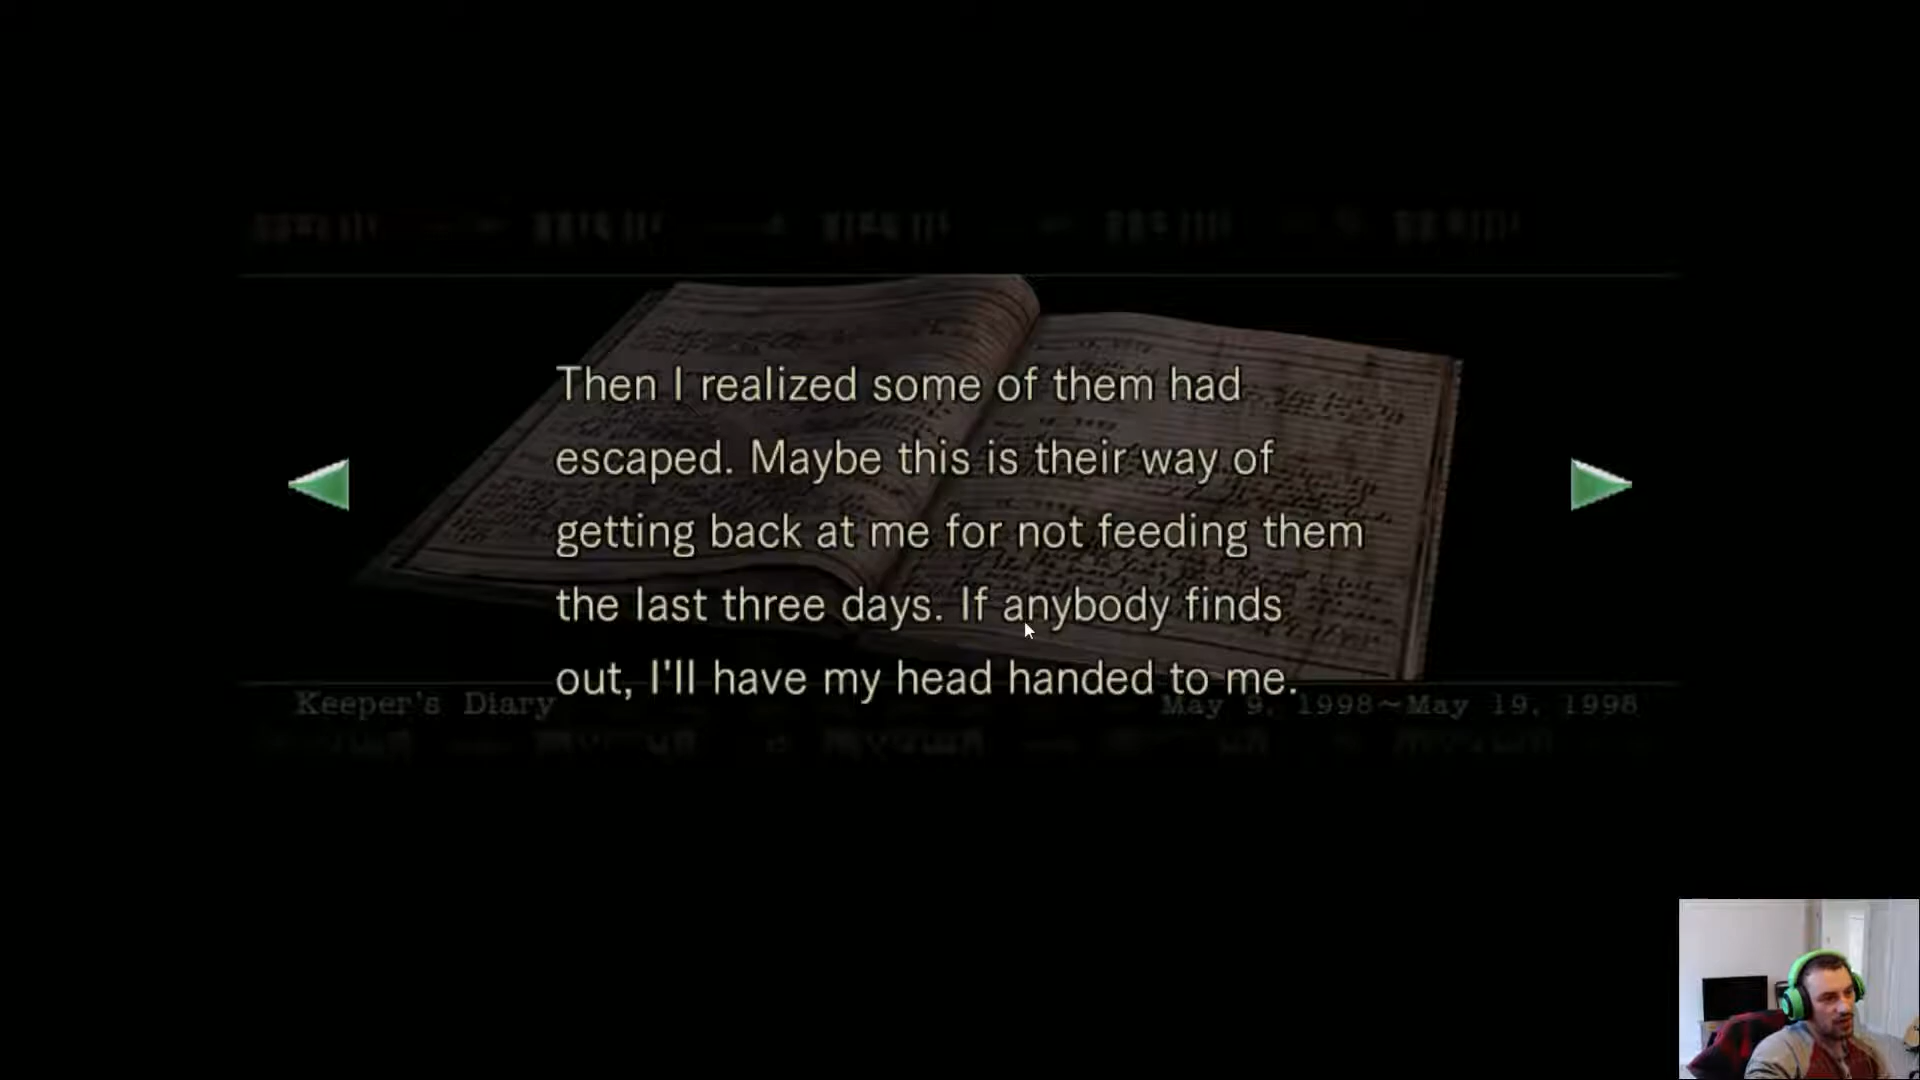 Then I realized some of them had
escaped. Maybe this is their way of
getting back at me for not feeding them
the last three days. If anybody finds
out, I'll have my head handed to me.
Keeper's Diary
May 9, 1998~May 19, 1998